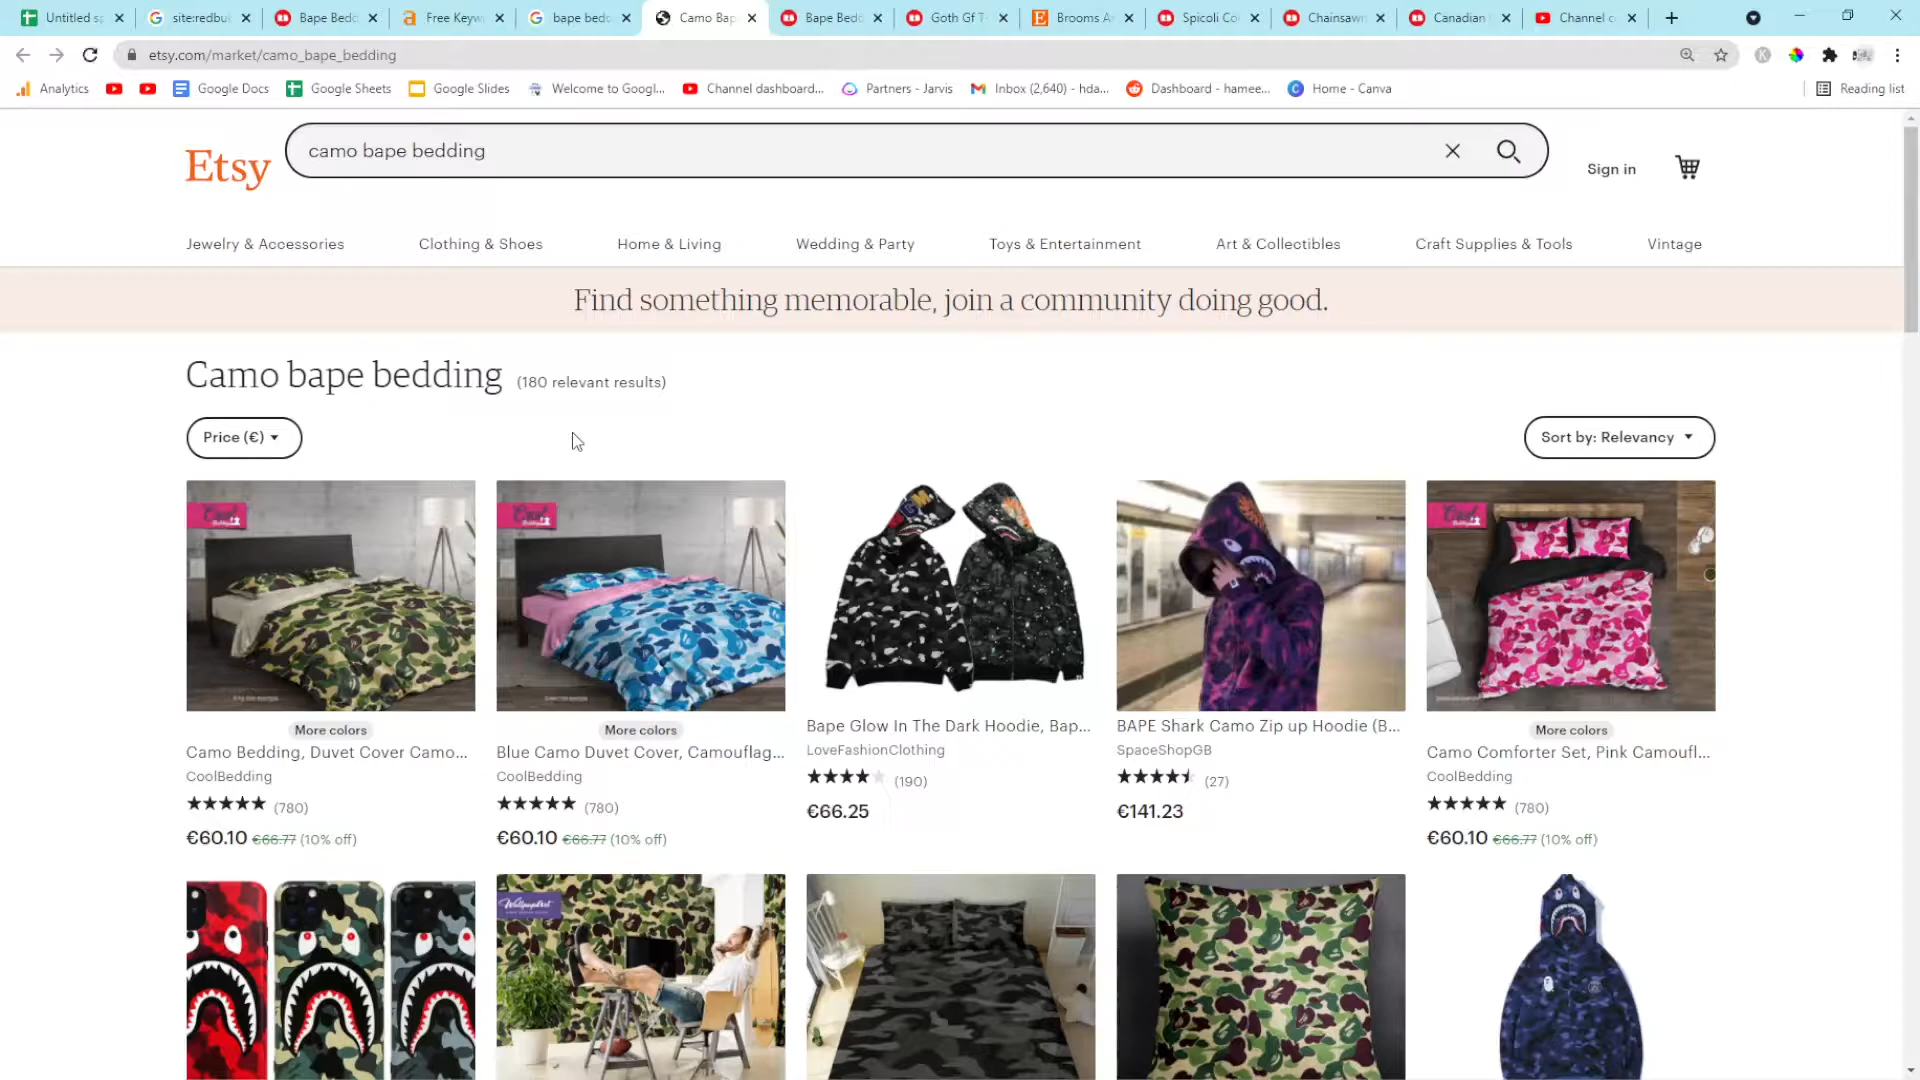 Untitled s
site:redbu
Bape Bedd
Free Keyw
bape bedd
Camo Bap
Bape Bedd
Goth Gf T-
Brooms A
Spicoli Co
Chainsaw
Canadian
Channel c
etsy.com/market/camo_bape_bedding
Analytics
Google Docs
Google Sheets
Google Slides
Welcome to Googl...
Channel dashboard...
Partners - Jarvis
Inbox (2,640) - hda...
Dashboard - hamee...
Home - Canva
Reading list
Etsy
camo bape bedding
Sign in
Jewelry & Accessories
Clothing & Shoes
Home & Living
Wedding & Party
Toys & Entertainment
Art & Collectibles
Craft Supplies & Tools
Vintage
Find something memorable, join a community doing good.
Camo bape bedding (180 relevant results)
Price (€)
Sort by: Relevancy
More colors
Camo Bedding, Duvet Cover Camo...
CoolBedding
(780)
€60.10 €66.77 (10% off)
More colors
Blue Camo Duvet Cover, Camouflag...
CoolBedding
(780)
€60.10 €66.77 (10% off)
Bape Glow In The Dark Hoodie, Bap...
LoveFashionClothing
(190)
€66.25
BAPE Shark Camo Zip up Hoodie (B...
SpaceShopGB
(27)
€141.23
More colors
Camo Comforter Set, Pink Camoufl...
CoolBedding
(780)
€60.10 €66.77 (10% off)